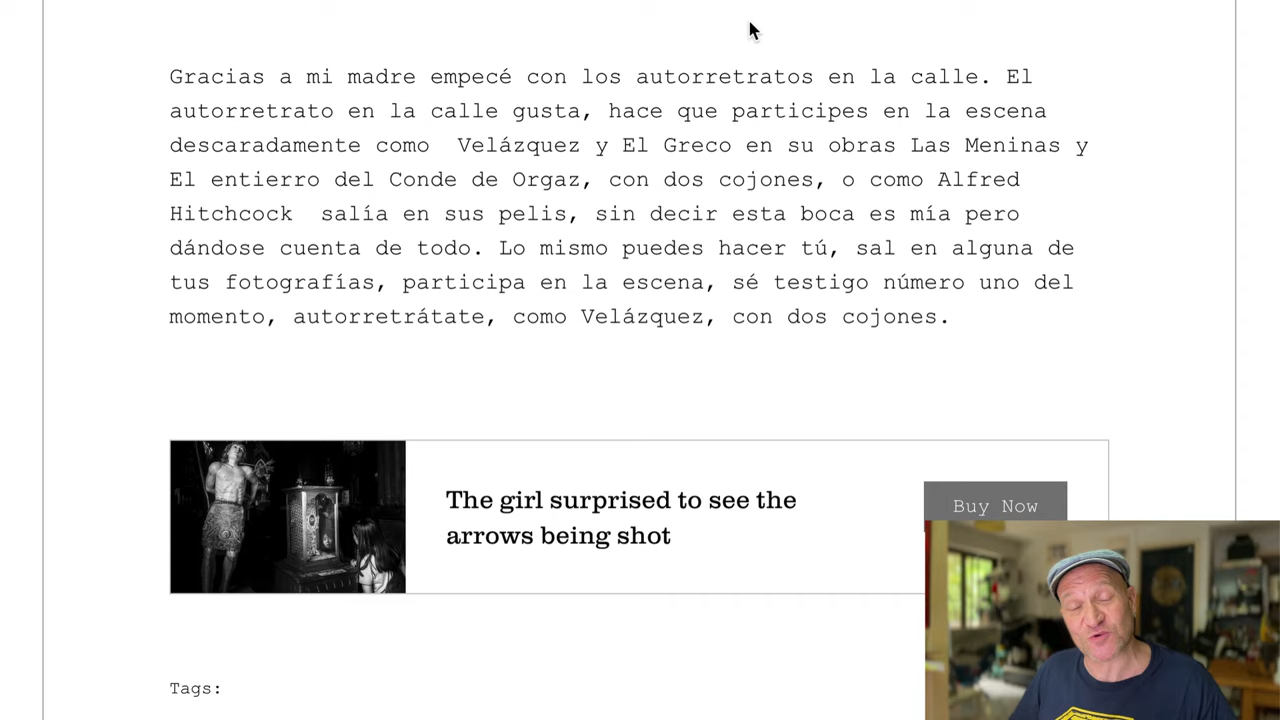 Gracias a mi madre empecé con los autorretratos en la calle. El
autorretrato en la calle gusta, hace que participes en la escena
descaradamente como  Velázquez y El Greco en su obras Las Meninas y
El entierro del Conde de Orgaz, con dos cojones, o como Alfred
Hitchcock  salía en sus pelis, sin decir esta boca es mía pero
dándose cuenta de todo. Lo mismo puedes hacer tú, sal en alguna de
tus fotografías, participa en la escena, sé testigo número uno del
momento, autorretrátate, como Velázquez, con dos cojones.
The girl surprised to see the
arrows being shot
Buy Now
Tags: